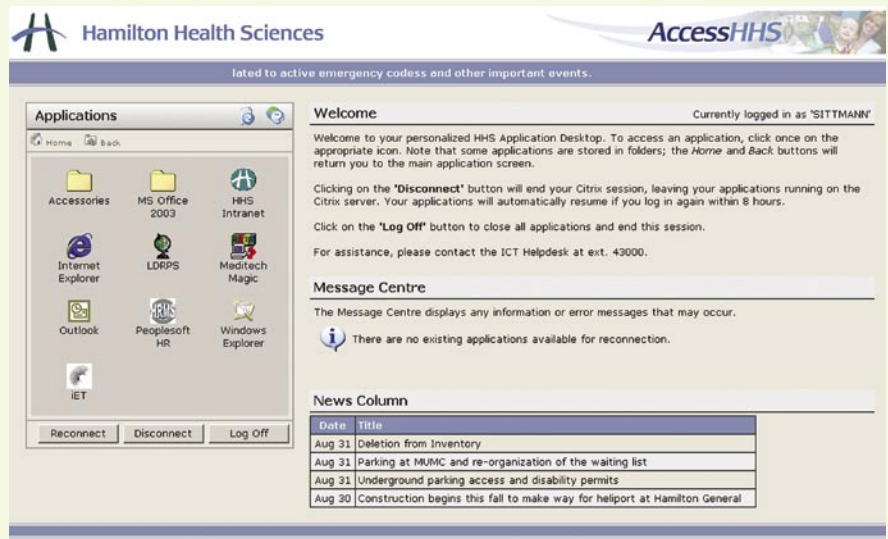 Hamilton Health Sciences
AccessHHS
lated to active emergency codess and other important events.
Applications
Home Back
Accessories
MS Office
2003
HHS
Intranet
Internet
Explorer
LDRPS
Meditech
Magic
Outlook
Peoplesoft
HR
Windows
Explorer
iET
Reconnect Disconnect Log Off
Welcome Currently logged in as 'SITTMANN'
Welcome to your personalized HHS Application Desktop. To access an application, click once on the
appropriate icon. Note that some applications are stored in folders; the Home and Back buttons will
return you to the main application screen.
Clicking on the 'Disconnect' button will end your Citrix session, leaving your applications running on the
Citrix server. Your applications will automatically resume if you log in again within 8 hours.
Click on the 'Log Off' button to close all applications and end this session.
For assistance, please contact the ICT Helpdesk at ext. 43000.
Message Centre
The Message Centre displays any information or error messages that may occur.
There are no existing applications available for reconnection.
News Column
Date Title
Aug 31 Deletion from Inventory
Aug 31 Parking at MUMC and re-organization of the waiting list
Aug 31 Underground parking access and disability permits
Aug 30 Construction begins this fall to make way for heliport at Hamilton General